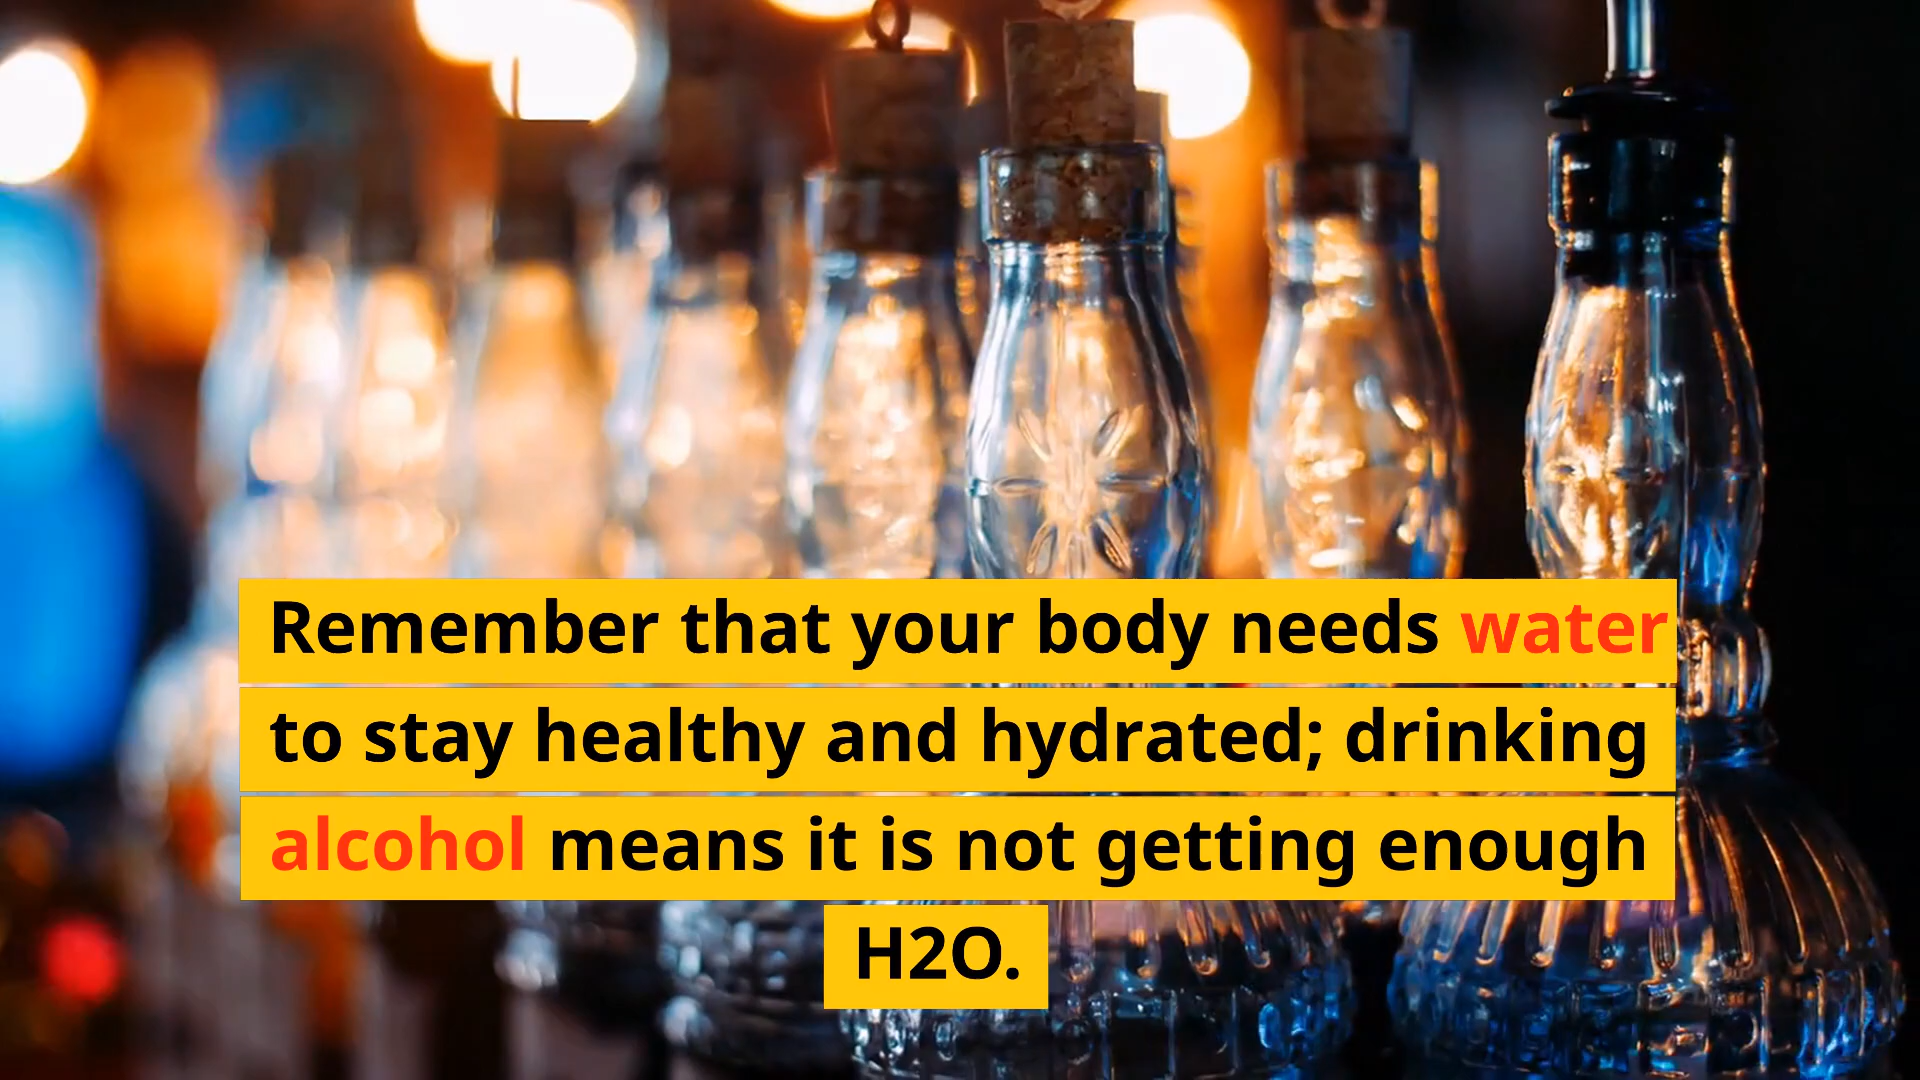 Remember that your body needs water
to stay healthy and hydrated; drinking
alcohol means it is not getting enough
H2O.